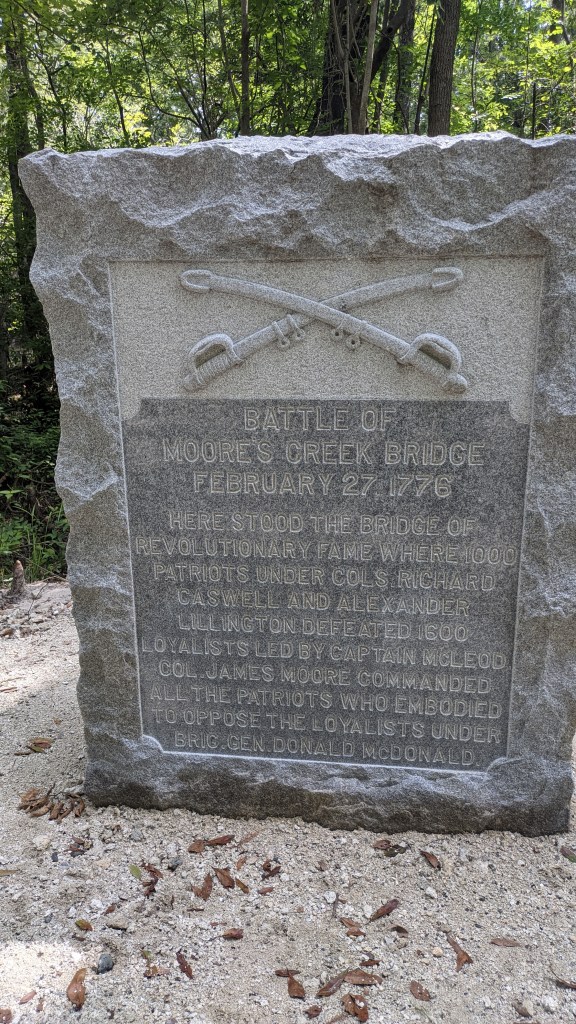 BATTLE OF
MOORE'S CREEK BRIDGE
FEBRUARY 27, 1776
HERE STOOD THE BRIDGE OF
REVOLUTIONARY FAME WHERE 1000
PATRIOTS UNDER COLS. RICHARD
CASWELL AND ALEXANDER
LILLINGTON DEFEATED 1600
LOYALISTS LED BY CAPTAIN McLEOD
COL. JAMES MOORE COMMANDED
ALL THE PATRIOTS WHO EMBODIED
TO OPPOSE THE LOYALISTS UNDER
BRIG. GEN. DONALD McDONALD.